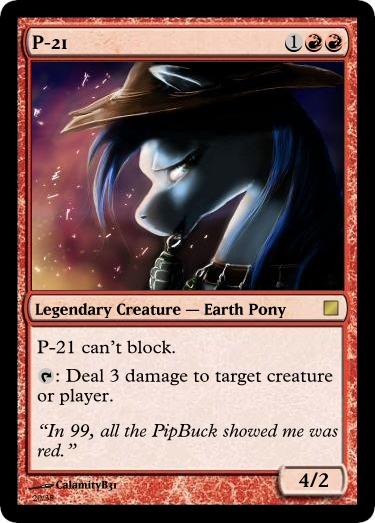 P-21
1
Legendary Creature — Earth Pony
P-21 can't block.
: Deal 3 damage to target creature
or player.
“In 99, all the PipBuck showed me was
red.”
CalamityB31
4/2